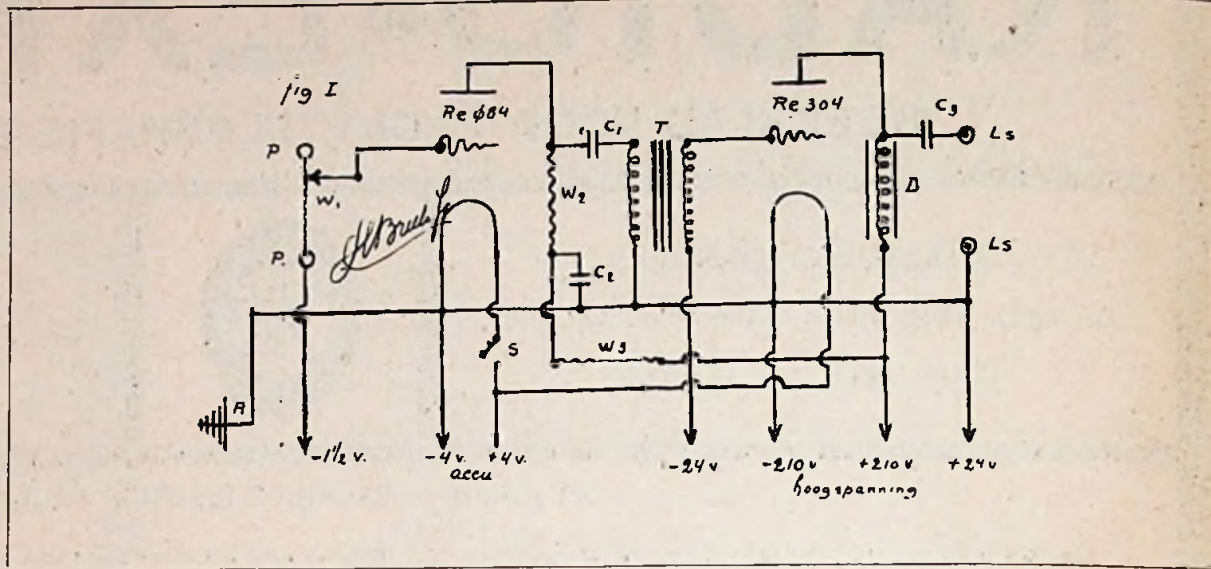 fig I
Re 084
Re 304
P
W1
P.
W2
C1
T
C2
C3
Ls
D
Ls
S
W3
A
-1½ v.
-4 v. +4 v.
accu
-24 v
-210 v +210 v.
hoogspanning
+24 v